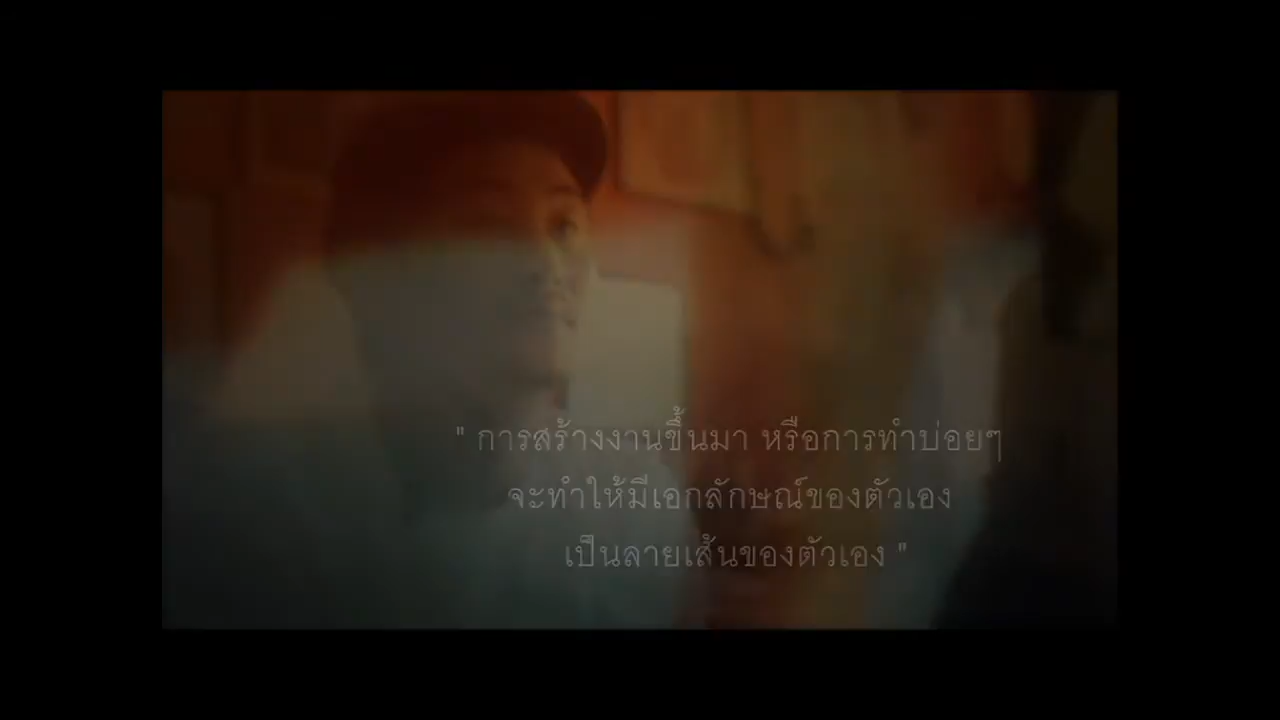 " การสร้างงานขึ้นมา หรือการทำบ่อยๆ
จะทำให้มีเอกลักษณ์ของตัวเอง
เป็นลายเส้นของตัวเอง "